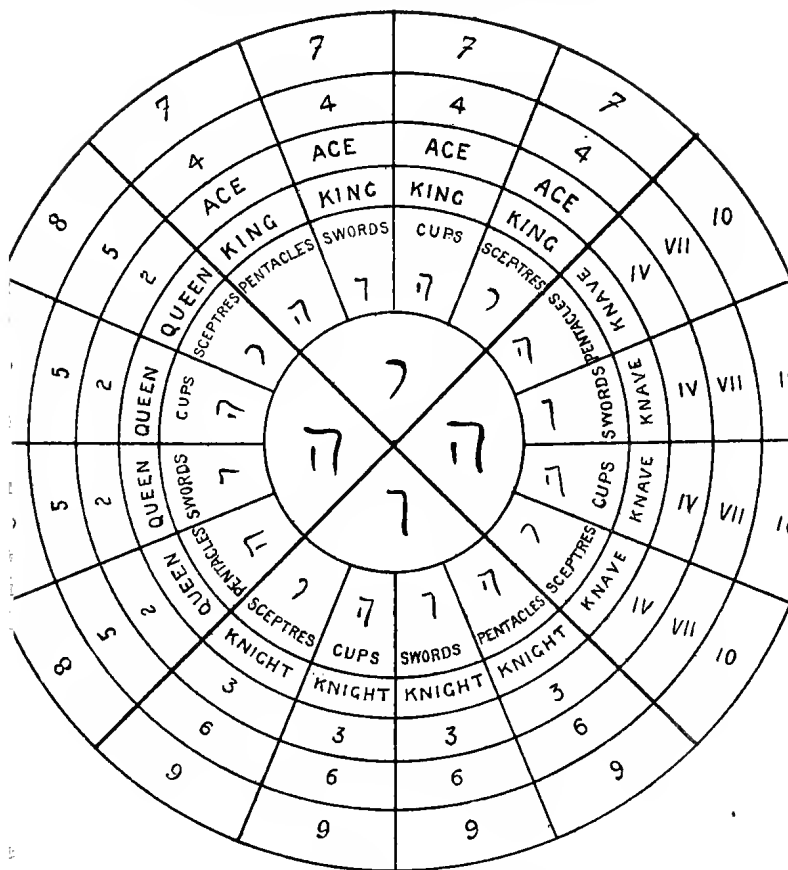 7 7 7 7
4 4 4 4
ACE ACE ACE ACE
KING KING KING KING
PENTACLES SWORDS CUPS SCEPTRES
ה ו ה י
י
8 8
5 5 5 5
2 2 2 2
QUEEN QUEEN QUEEN QUEEN
SCEPTRES CUPS SWORDS PENTACLES
י ה ו ה
ה
ה
ה ו ה י
PENTACLES SWORDS CUPS SCEPTRES
KNAVE KNAVE KNAVE KNAVE
IV IV IV IV
VII VII VII VII
10 10
ו
י ה ו ה
SCEPTRES CUPS SWORDS PENTACLES
KNIGHT KNIGHT KNIGHT KNIGHT
3 3 3 3
6 6 6 6
9 9 9 9